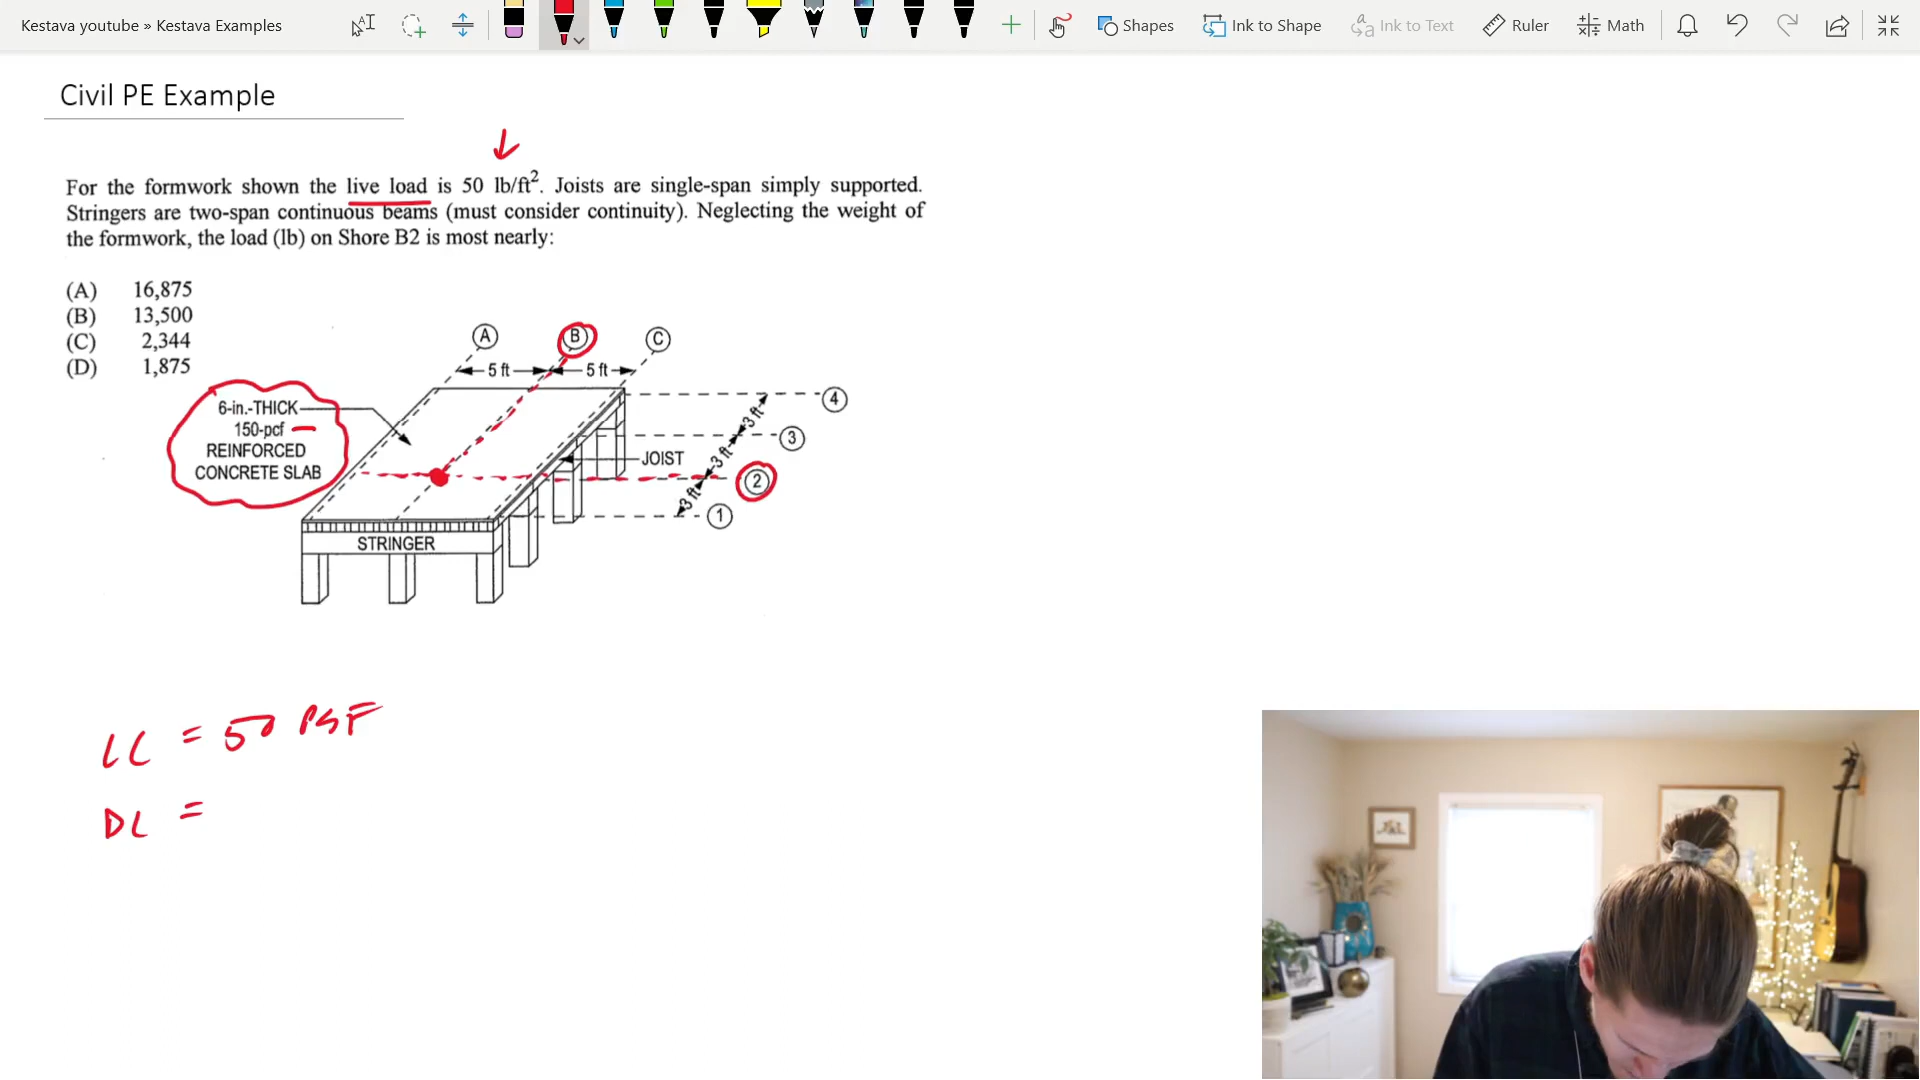 Kestava youtube » Kestava Examples
Shapes
Ink to Shape
Ink to Text
Ruler
Math
Civil PE Example
For the formwork shown the live load is 50 lb/ft². Joists are single-span simply supported.
Stringers are two-span continuous beams (must consider continuity). Neglecting the weight of
the formwork, the load (lb) on Shore B2 is most nearly:
(A) 16,875
(B) 13,500
(C) 2,344
(D) 1,875
A B C
5 ft 5 ft
6-in.-THICK
150-pcf
REINFORCED
CONCRETE SLAB
4
3 ft
3
JOIST
3 ft
2
3 ft
1
STRINGER
LL = 50 PSF
DL =